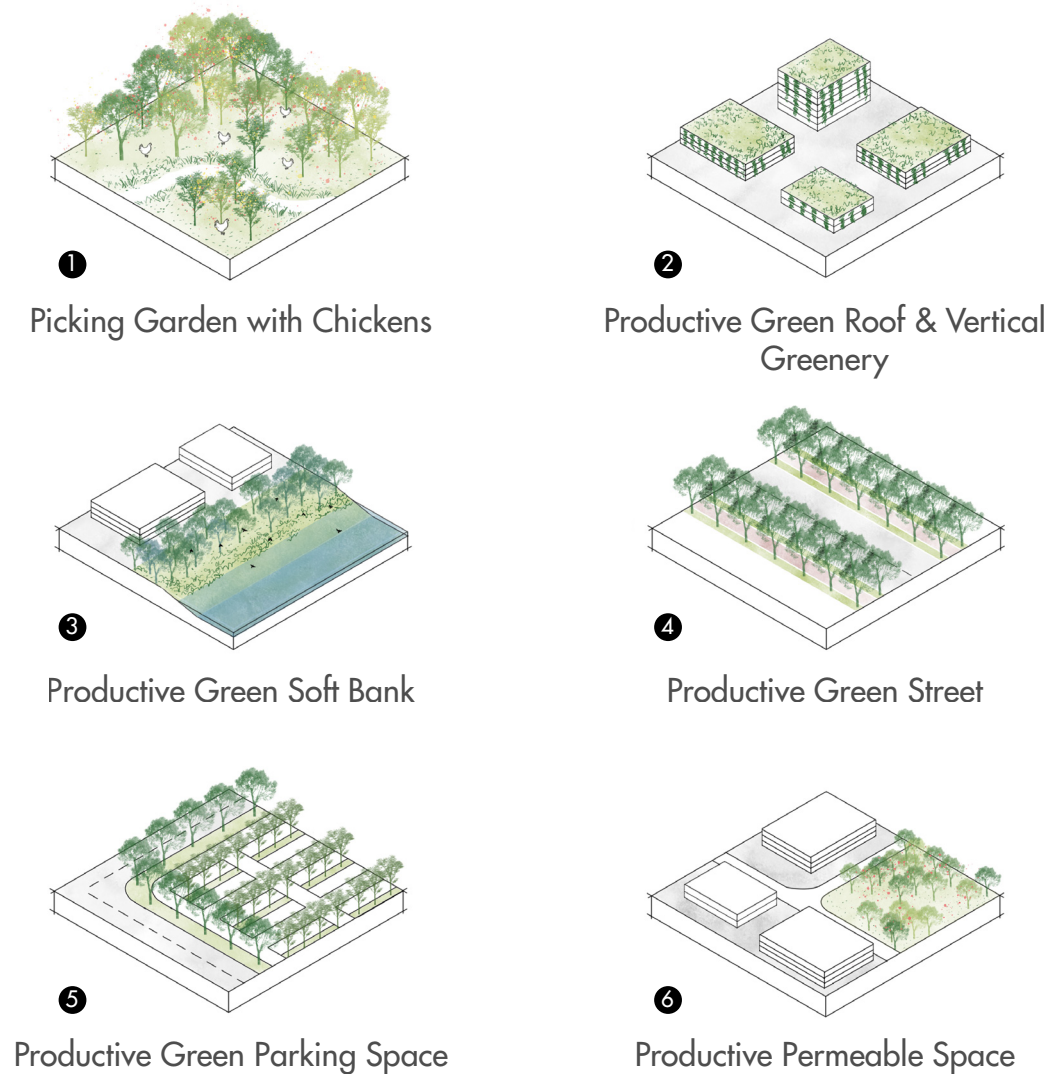 1
Picking Garden with Chickens
2
Productive Green Roof & Vertical
Greenery
3
Productive Green Soft Bank
4
Productive Green Street
5
Productive Green Parking Space
6
Productive Permeable Space